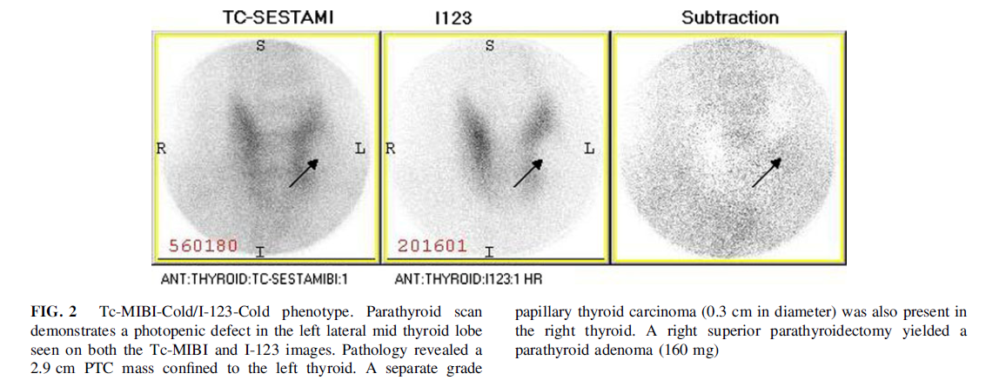 TC-SESTAMI
I123
Subtraction
S
R
L
560180
I
S
R
L
201601
I
ANT:THYROID:TC-SESTAMIBI:1
ANT:THYROID:I123:1 HR
FIG. 2 Tc-MIBI-Cold/I-123-Cold phenotype. Parathyroid scan
demonstrates a photopenic defect in the left lateral mid thyroid lobe
seen on both the Tc-MIBI and I-123 images. Pathology revealed a
2.9 cm PTC mass confined to the left thyroid. A separate grade
papillary thyroid carcinoma (0.3 cm in diameter) was also present in
the right thyroid. A right superior parathyroidectomy yielded a
parathyroid adenoma (160 mg)